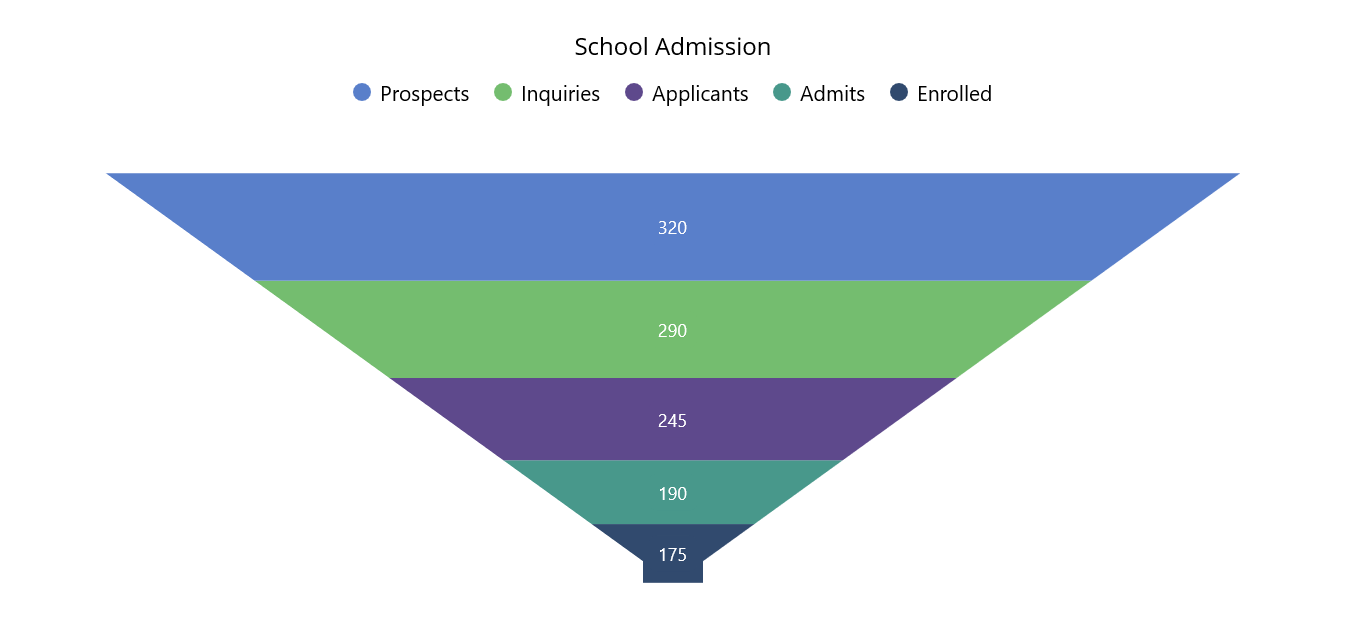 School Admission
Prospects Inquiries Applicants Admits Enrolled
320
290
245
190
175